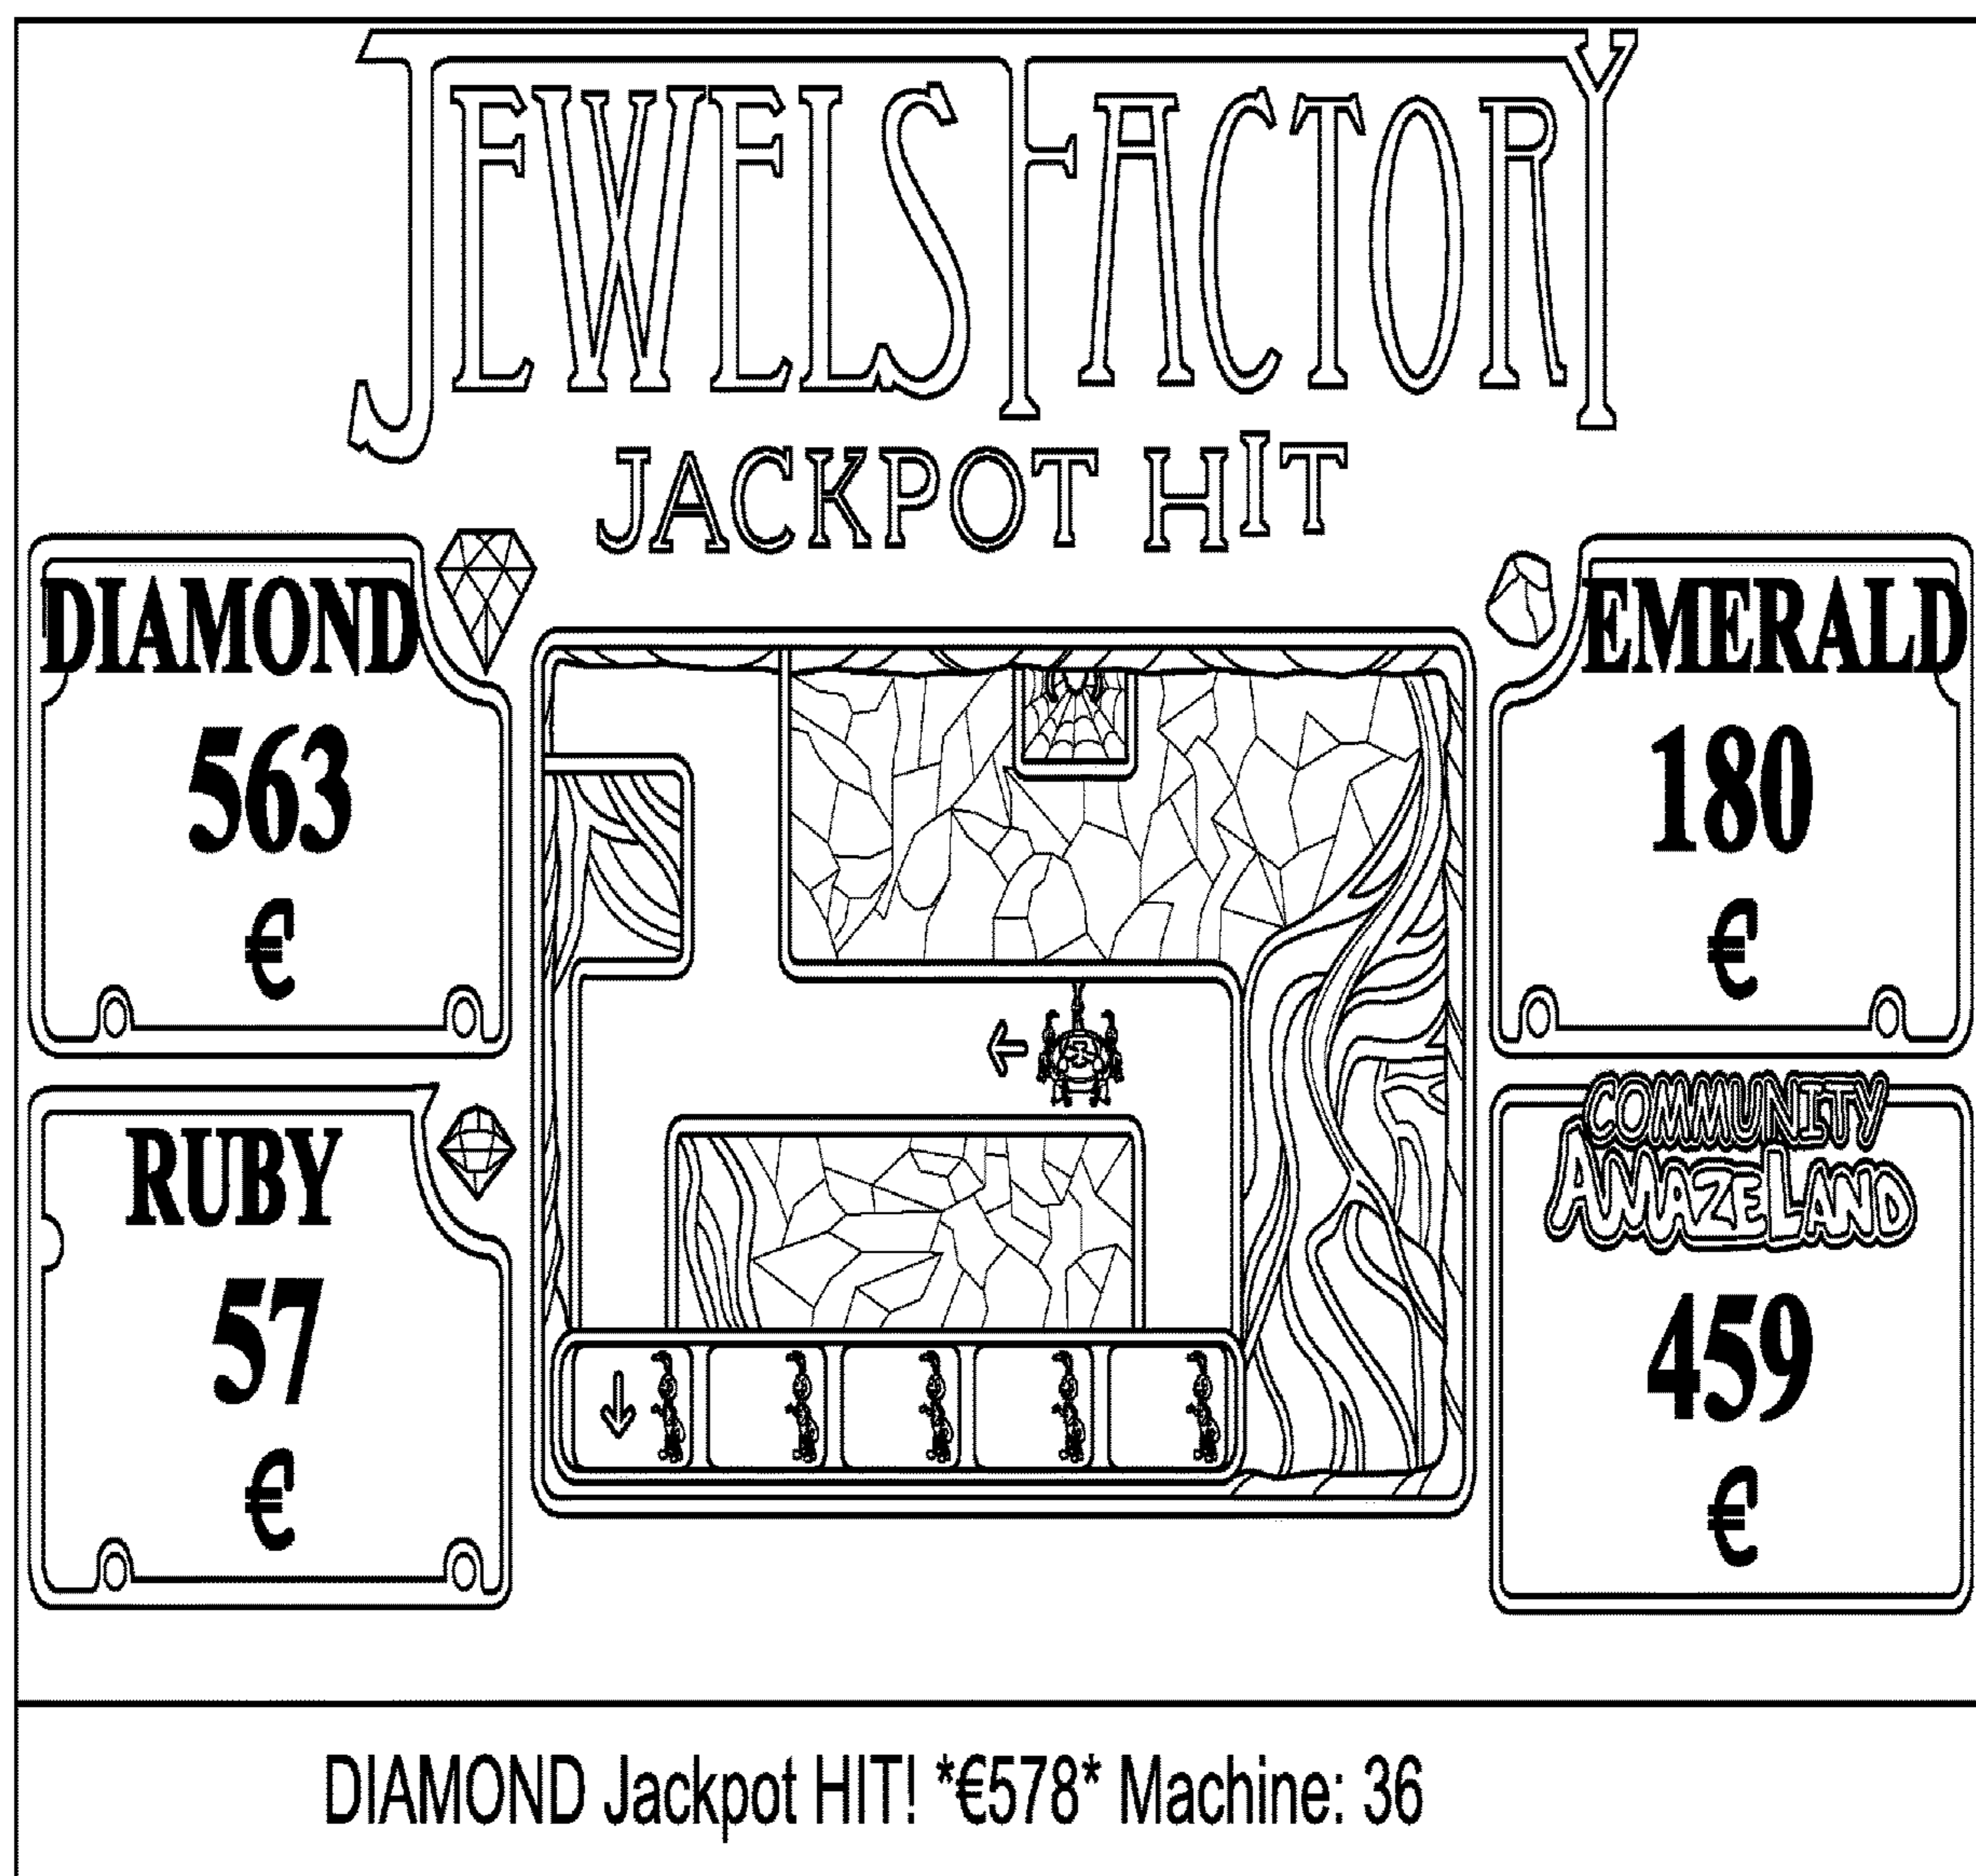 JEWELS FACTORY
JACKPOT HIT
DIAMOND
563
€
EMERALD
180
€
RUBY
57
€
COMMUNITY
AMAZELAND
459
€
DIAMOND Jackpot HIT! *€578* Machine: 36